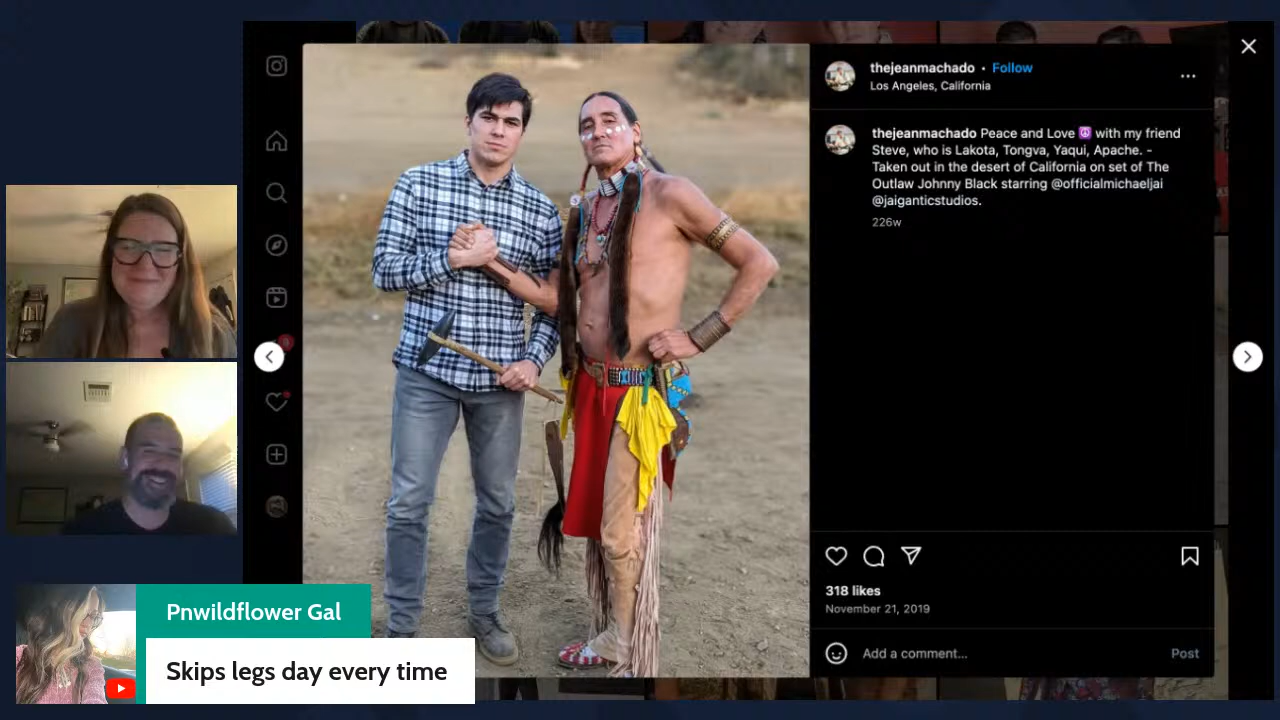 thejeanmachado • Follow
Los Angeles, California
thejeanmachado Peace and Love ☮ with my friend
Steve, who is Lakota, Tongva, Yaqui, Apache. -
Taken out in the desert of California on set of The
Outlaw Johnny Black starring @officialmichaeljai
@jaiganticstudios.
226w
318 likes
November 21, 2019
Add a comment...
Post
Pnwildflower Gal
Skips legs day every time